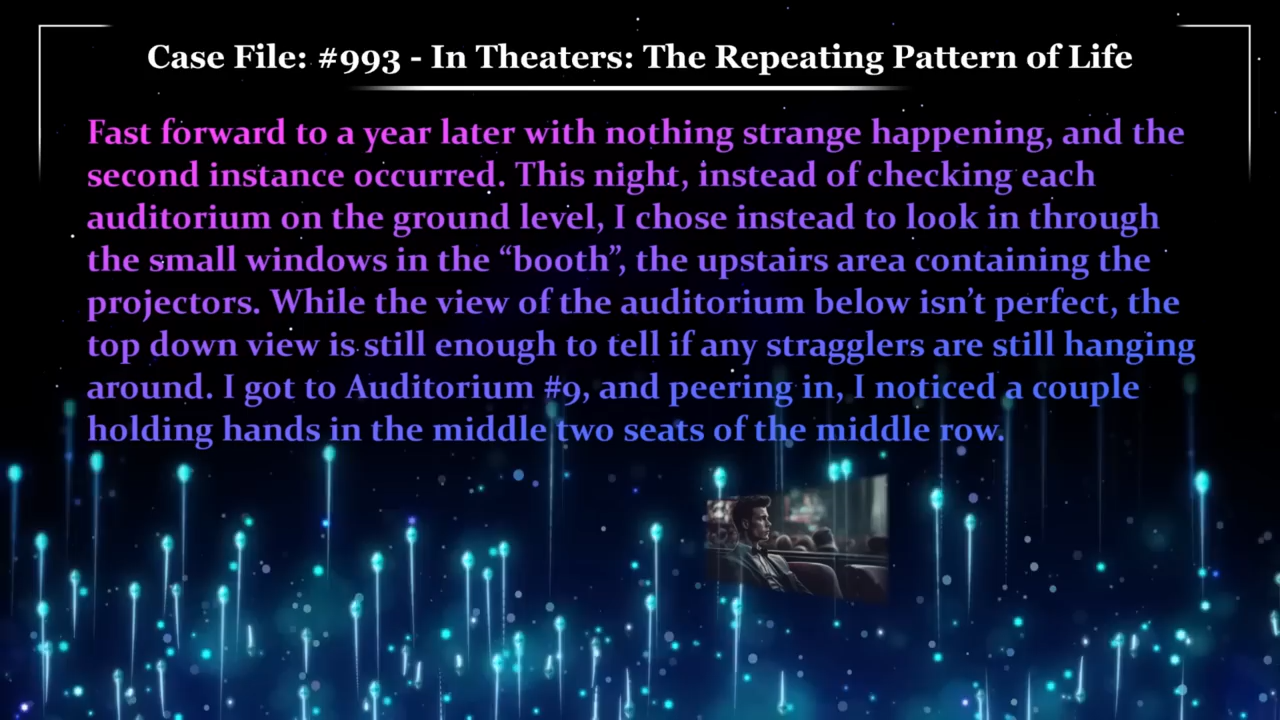 Case File: #993 - In Theaters: The Repeating Pattern of Life
Fast forward to a year later with nothing strange happening, and the
second instance occurred. This night, instead of checking each
auditorium on the ground level, I chose instead to look in through
the small windows in the “booth”, the upstairs area containing the
projectors. While the view of the auditorium below isn’t perfect, the
top down view is still enough to tell if any stragglers are still hanging
around. I got to Auditorium #9, and peering in, I noticed a couple
holding hands in the middle two seats of the middle row.